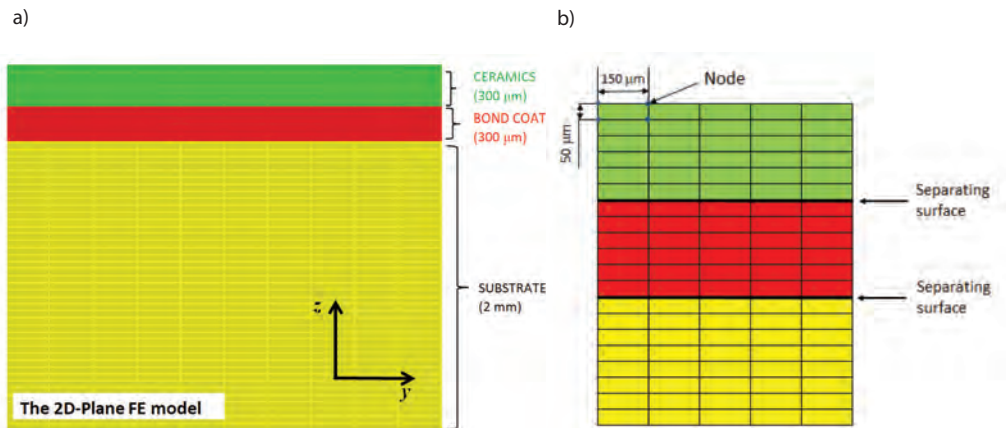 a)
CERAMICS
(300 µm)
BOND COAT
(300 µm)
SUBSTRATE
(2 mm)
z
y
The 2D-Plane FE model
b)
150 µm
Node
50 µm
Separating
surface
Separating
surface